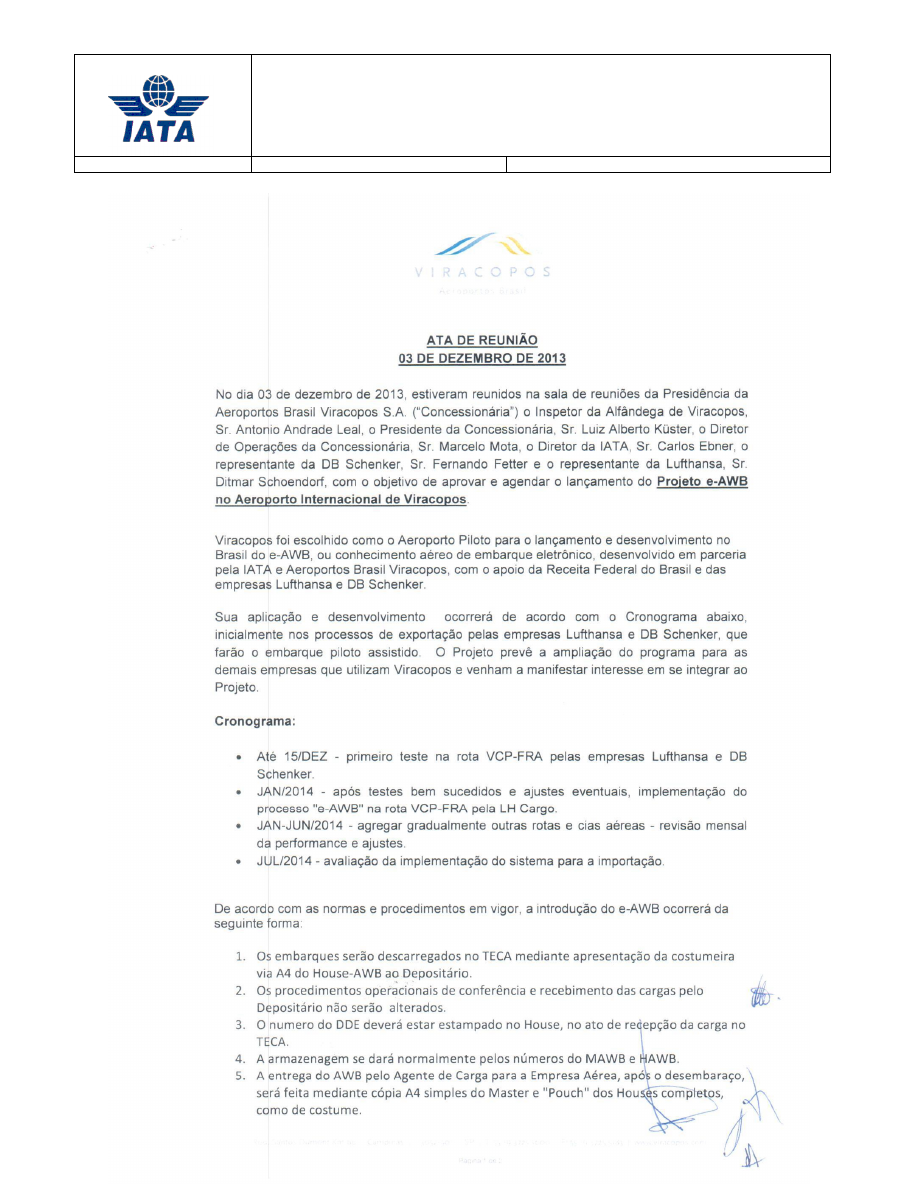 IATA
VIRACOPOS
ATA DE REUNIÃO
03 DE DEZEMBRO DE 2013
No dia 03 de dezembro de 2013, estiveram reunidos na sala de reuniões da Presidência da
Aeroportos Brasil Viracopos S.A. ("Concessionária") o Inspetor da Alfândega de Viracopos,
Sr. Antonio Andrade Leal, o Presidente da Concessionária, Sr. Luiz Alberto Küster, o Diretor
de Operações da Concessionária, Sr. Marcelo Mota, o Diretor da IATA, Sr. Carlos Ebner, o
representante da DB Schenker, Sr. Fernando Fetter e o representante da Lufthansa, Sr.
Ditmar Schoendorf, com o objetivo de aprovar e agendar o lançamento do Projeto e-AWB
no Aeroporto Internacional de Viracopos.
Viracopos foi escolhido como o Aeroporto Piloto para o lançamento e desenvolvimento no
Brasil do e-AWB, ou conhecimento aéreo de embarque eletrônico, desenvolvido em parceria
pela IATA e Aeroportos Brasil Viracopos, com o apoio da Receita Federal do Brasil e das
empresas Lufthansa e DB Schenker.
Sua aplicação e desenvolvimento ocorrerá de acordo com o Cronograma abaixo,
inicialmente nos processos de exportação pelas empresas Lufthansa e DB Schenker, que
farão o embarque piloto assistido. O Projeto prevê a ampliação do programa para as
demais empresas que utilizam Viracopos e venham a manifestar interesse em se integrar ao
Projeto.
Cronograma:
• Até 15/DEZ - primeiro teste na rota VCP-FRA pelas empresas Lufthansa e DB
Schenker.
• JAN/2014 - após testes bem sucedidos e ajustes eventuais, implementação do
processo "e-AWB" na rota VCP-FRA pela LH Cargo.
• JAN-JUN/2014 - agregar gradualmente outras rotas e cias aéreas - revisão mensal
da performance e ajustes.
• JUL/2014 - avaliação da implementação do sistema para a importação.
De acordo com as normas e procedimentos em vigor, a introdução do e-AWB ocorrerá da
seguinte forma:
1. Os embarques serão descarregados no TECA mediante apresentação da costumeira
via A4 do House-AWB ao Depositário.
2. Os procedimentos operacionais de conferência e recebimento das cargas pelo
Depositário não serão alterados.
3. O numero do DDE deverá estar estampado no House, no ato de recepção da carga no
TECA.
4. A armazenagem se dará normalmente pelos números do MAWB e HAWB.
5. A entrega do AWB pelo Agente de Carga para a Empresa Aérea, após o desembaraço,
será feita mediante cópia A4 simples do Master e "Pouch" dos Houses completos,
como de costume.